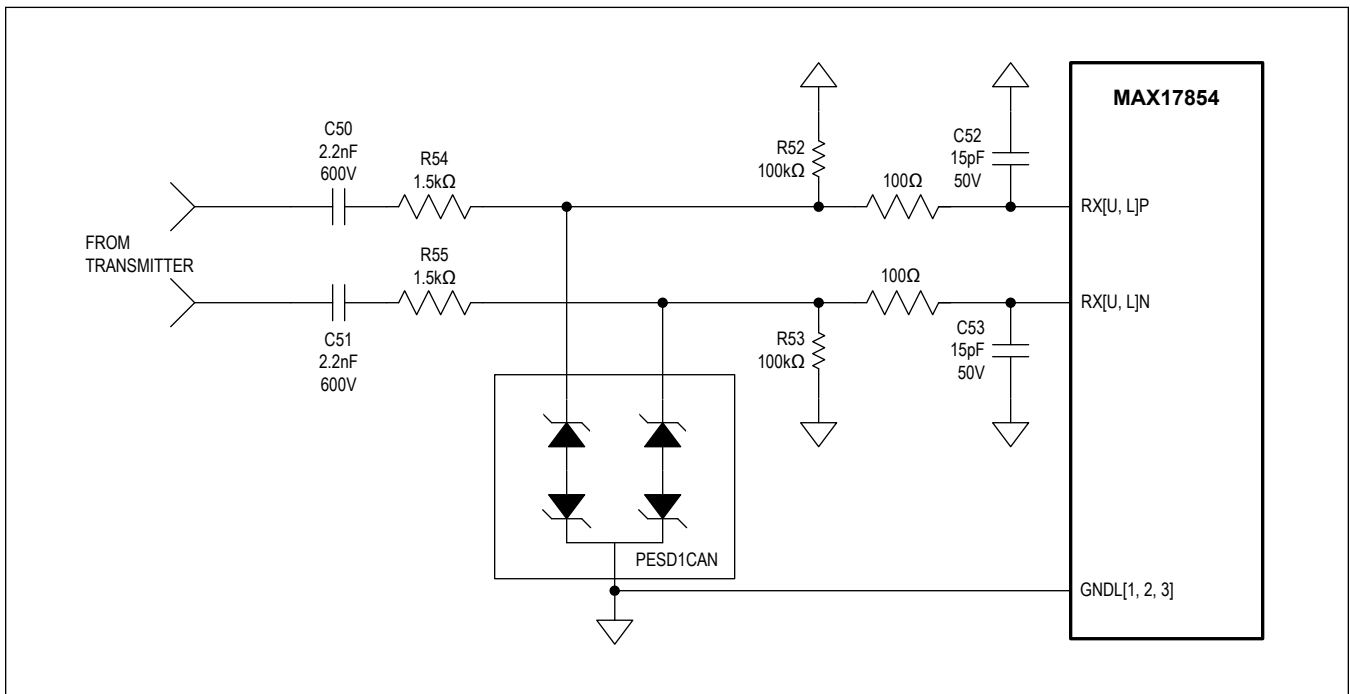 MAX17854
C50
2.2nF
600V
R54
1.5kΩ
R52
100kΩ
100Ω
C52
15pF
50V
RX[U, L]P
FROM
TRANSMITTER
R55
1.5kΩ
100Ω
RX[U, L]N
C51
2.2nF
600V
R53
100kΩ
C53
15pF
50V
PESD1CAN
GNDL[1, 2, 3]